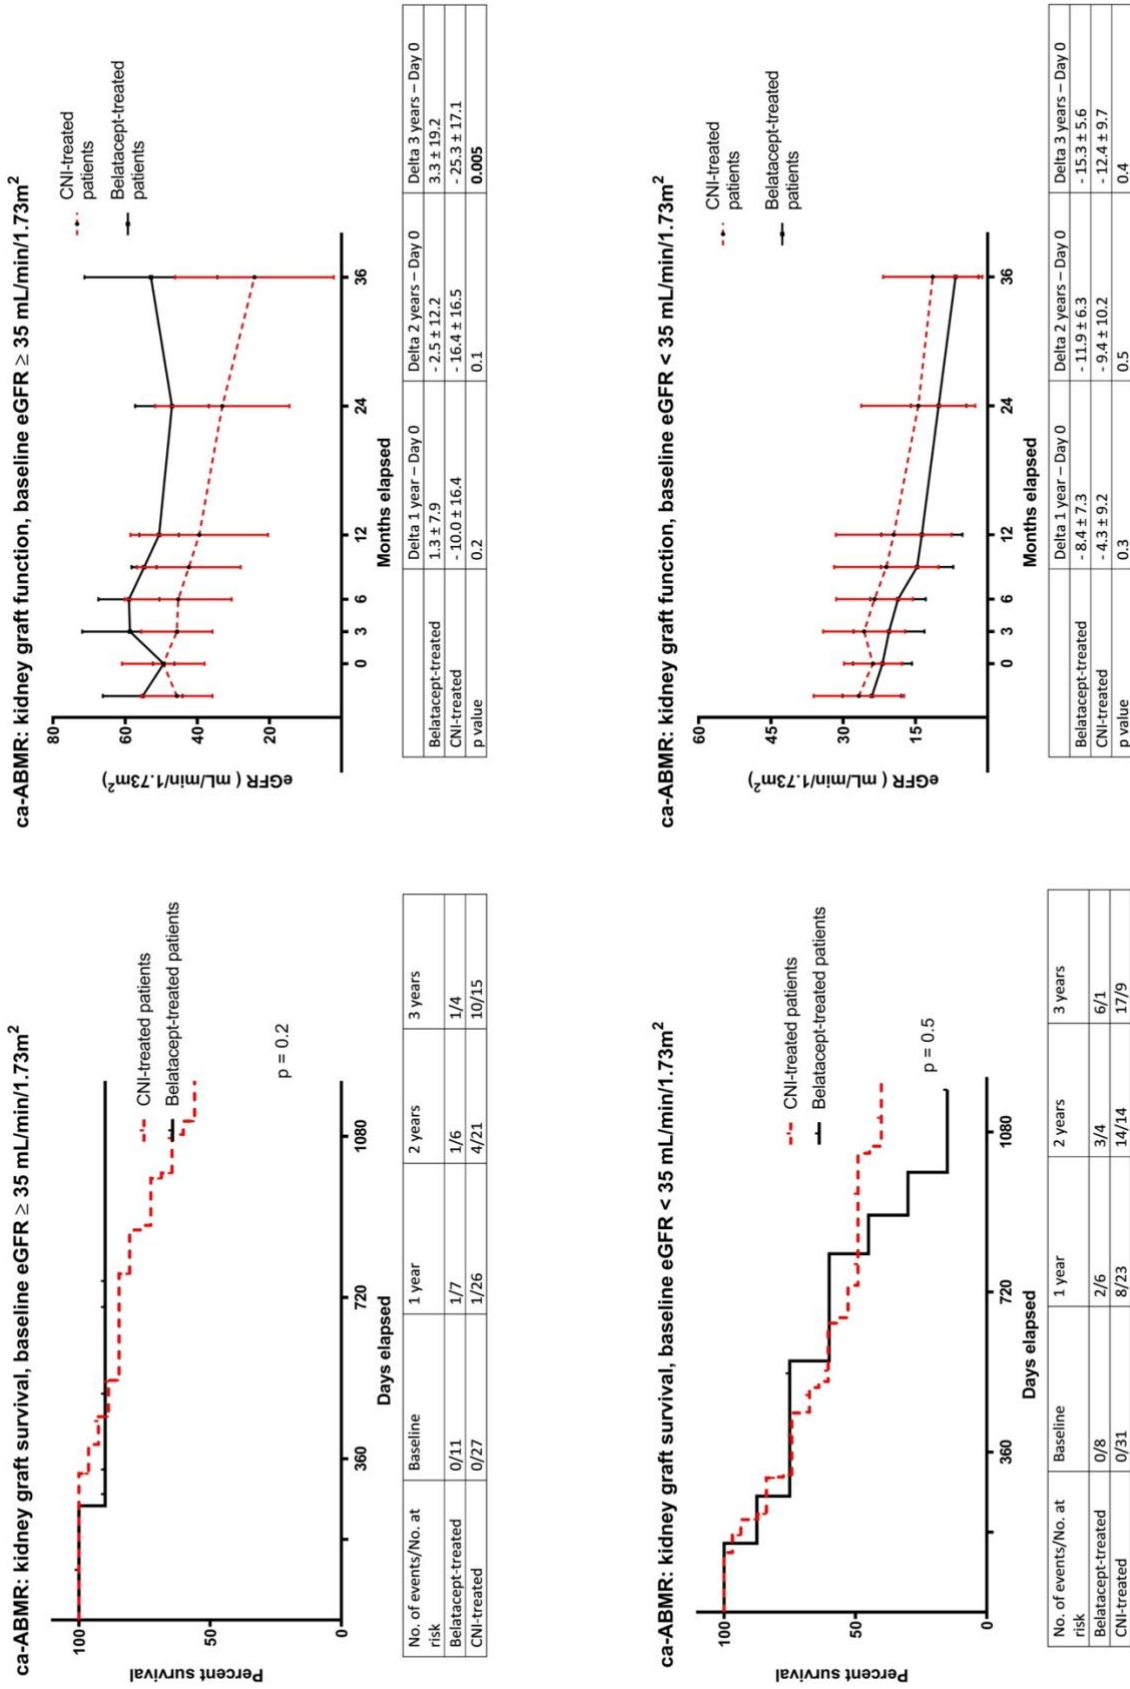 ca-ABMR: kidney graft survival, baseline eGFR ≥ 35 mL/min/1.73m²
Percent survival
100
50
0
360
720
1080
Days elapsed
CNI-treated patients
Belatacept-treated patients
p = 0.2
No. of events/No. at risk Baseline 1 year 2 years 3 years
Belatacept-treated 0/11 1/7 1/6 1/4
CNI-treated 0/27 1/26 4/21 10/15
ca-ABMR: kidney graft function, baseline eGFR ≥ 35 mL/min/1.73m²
eGFR ( mL/min/1.73m²)
80
60
40
20
0 3 6 12 24 36
Months elapsed
CNI-treated
patients
Belatacept-treated
patients
Delta 1 year – Day 0 Delta 2 years – Day 0 Delta 3 years – Day 0
Belatacept-treated 1.3 ± 7.9 - 2.5 ± 12.2 3.3 ± 19.2
CNI-treated - 10.0 ± 16.4 - 16.4 ± 16.5 - 25.3 ± 17.1
p value 0.2 0.1 0.005
ca-ABMR: kidney graft survival, baseline eGFR < 35 mL/min/1.73m²
Percent survival
100
50
0
360
720
1080
Days elapsed
CNI-treated patients
Belatacept-treated patients
p = 0.5
No. of events/No. at risk Baseline 1 year 2 years 3 years
Belatacept-treated 0/8 2/6 3/4 6/1
CNI-treated 0/31 8/23 14/14 17/9
ca-ABMR: kidney graft function, baseline eGFR < 35 mL/min/1.73m²
eGFR ( mL/min/1.73m²)
60
45
30
15
0 3 6 12 24 36
Months elapsed
CNI-treated
patients
Belatacept-treated
patients
Delta 1 year – Day 0 Delta 2 years – Day 0 Delta 3 years – Day 0
Belatacept-treated - 8.4 ± 7.3 - 11.9 ± 6.3 - 15.3 ± 5.6
CNI-treated - 4.3 ± 9.2 - 9.4 ± 10.2 - 12.4 ± 9.7
p value 0.3 0.5 0.4